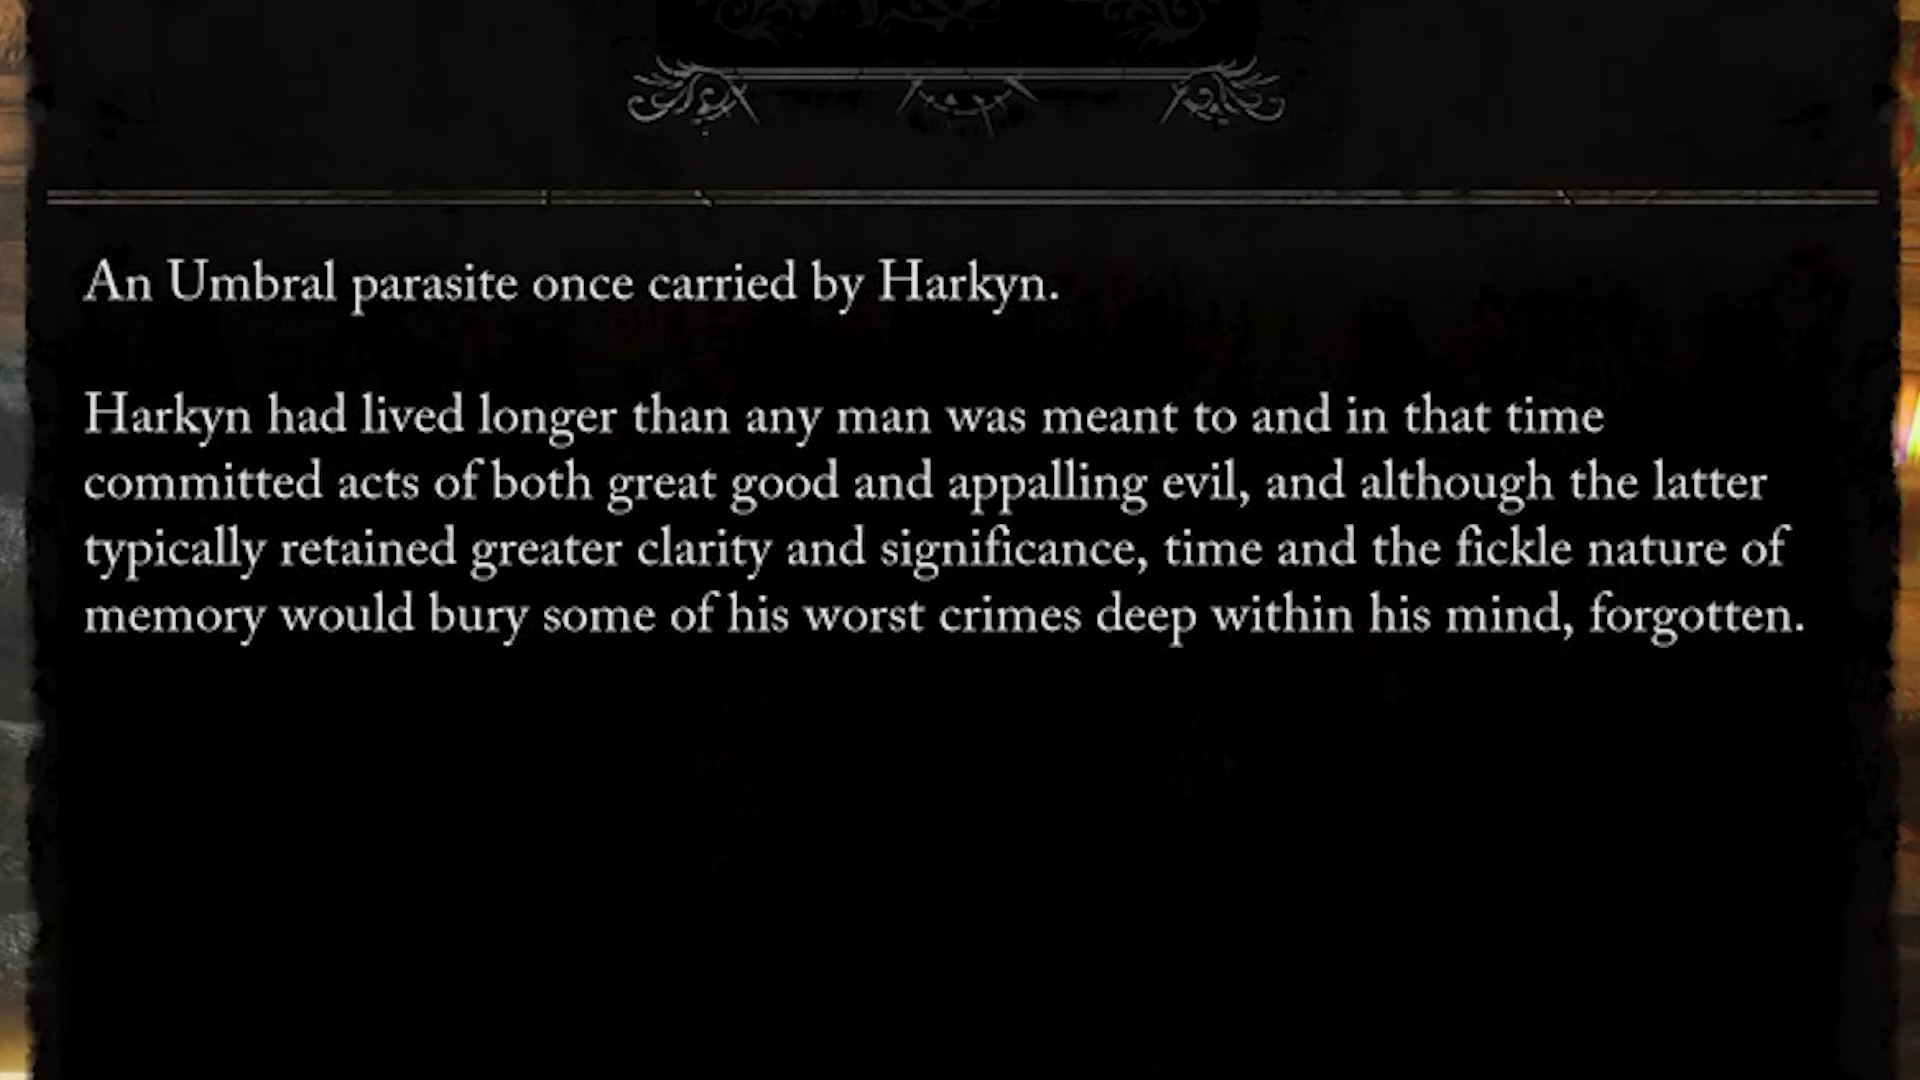 An Umbral parasite once carried by Harkyn.
Harkyn had lived longer than any man was meant to and in that time
committed acts of both great good and appalling evil, and although the latter
typically retained greater clarity and significance, time and the fickle nature of
memory would bury some of his worst crimes deep within his mind, forgotten.